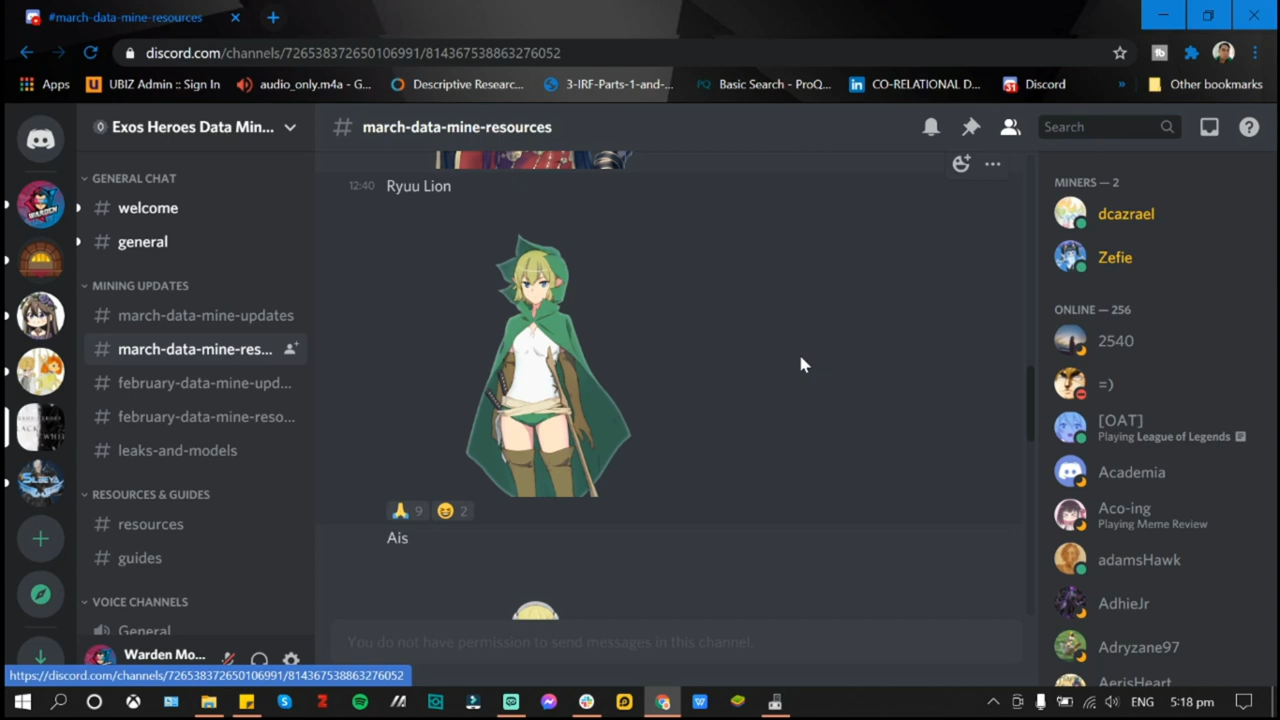 #march-data-mine-resources
discord.com/channels/726538372650106991/814367538863276052
Apps
UBIZ Admin :: Sign In
audio_only.m4a - G...
Descriptive Researc...
3-IRF-Parts-1-and-...
PQ
Basic Search - ProQ...
CO-RELATIONAL D...
31
Discord
»
Other bookmarks
Exos Heroes Data Min...
# march-data-mine-resources
Search
GENERAL CHAT
# welcome
# general
MINING UPDATES
# march-data-mine-updates
# march-data-mine-res...
# february-data-mine-upd...
# february-data-mine-reso...
# leaks-and-models
RESOURCES & GUIDES
# resources
# guides
VOICE CHANNELS
General
WARDEN
Warden Mo...
12:40 Ryuu Lion
9
2
Ais
You do not have permission to send messages in this channel.
MINERS — 2
dcazrael
Zefie
ONLINE — 256
2540
=)
[OAT]
Playing League of Legends
Academia
Aco-ing
Playing Meme Review
adamsHawk
AdhieJr
Adryzane97
AerisHeart
https://discord.com/channels/726538372650106991/814367538863276052
ENG
5:18 pm